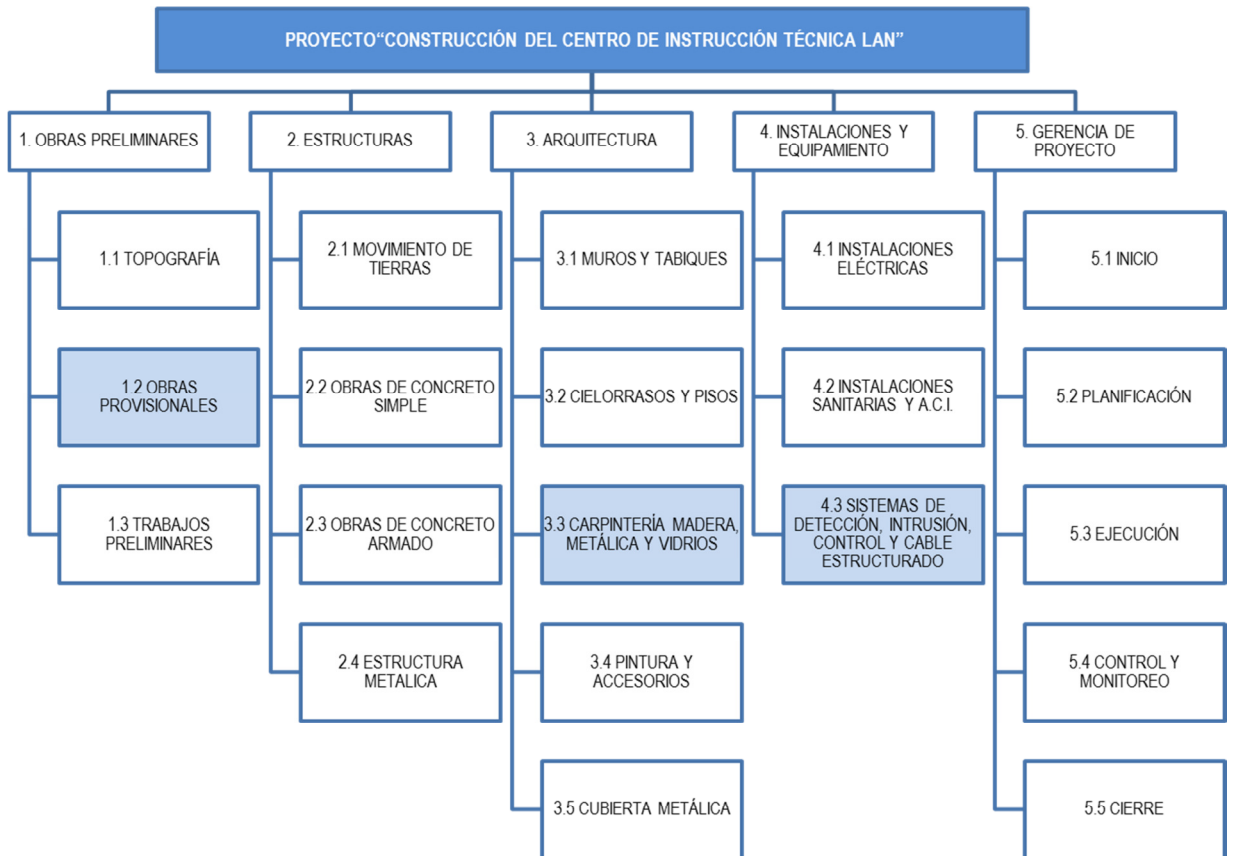 PROYECTO“CONSTRUCCIÓN DEL CENTRO DE INSTRUCCIÓN TÉCNICA LAN”
1. OBRAS PRELIMINARES
2. ESTRUCTURAS
3. ARQUITECTURA
4. INSTALACIONES Y
EQUIPAMIENTO
5. GERENCIA DE
PROYECTO
1.1 TOPOGRAFÍA
2.1 MOVIMIENTO DE
TIERRAS
3.1 MUROS Y TABIQUES
4.1 INSTALACIONES
ELÉCTRICAS
5.1 INICIO
1.2 OBRAS
PROVISIONALES
2.2 OBRAS DE CONCRETO
SIMPLE
3.2 CIELORRASOS Y PISOS
4.2 INSTALACIONES
SANITARIAS Y A.C.I.
5.2 PLANIFICACIÓN
1.3 TRABAJOS
PRELIMINARES
2.3 OBRAS DE CONCRETO
ARMADO
3.3 CARPINTERÍA MADERA,
METÁLICA Y VIDRIOS
4.3 SISTEMAS DE
DETECCIÓN, INTRUSIÓN,
CONTROL Y CABLE
ESTRUCTURADO
5.3 EJECUCIÓN
2.4 ESTRUCTURA
METALICA
3.4 PINTURA Y
ACCESORIOS
5.4 CONTROL Y
MONITOREO
3.5 CUBIERTA METÁLICA
5.5 CIERRE